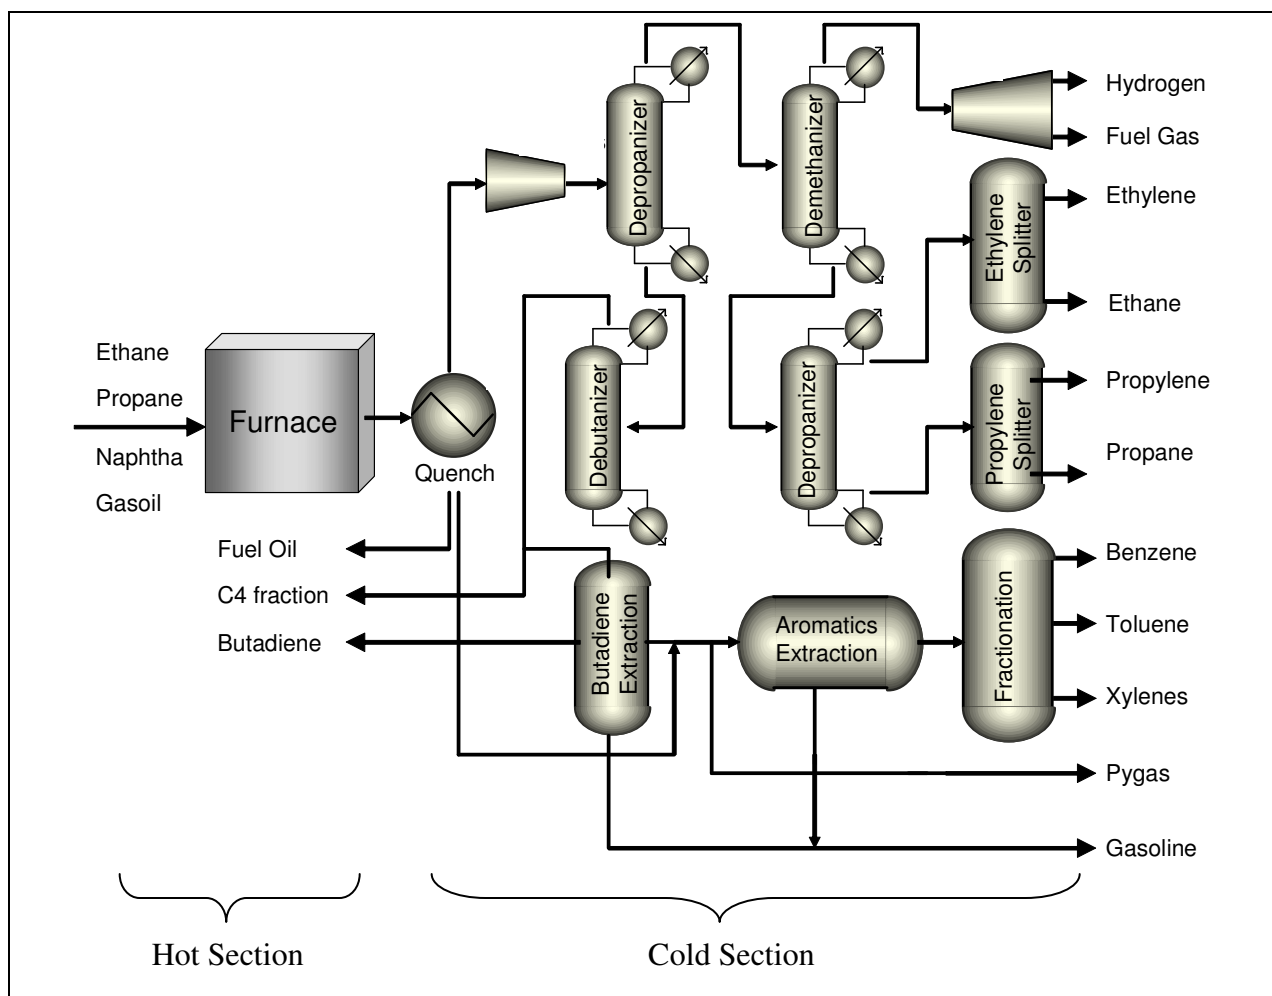 Hydrogen
Fuel Gas
Depropanizer
Demethanizer
Ethylene
Splitter
Ethylene
Ethane
Ethane
Propane
Naphtha
Gasoil
Furnace
Quench
Debutanizer
Depropanizer
Propylene
Splitter
Propylene
Propane
Fuel Oil
C4 fraction
Butadiene
Butadiene
Extraction
Aromatics
Extraction
Fractionation
Benzene
Toluene
Xylenes
Pygas
Gasoline
Hot Section
Cold Section